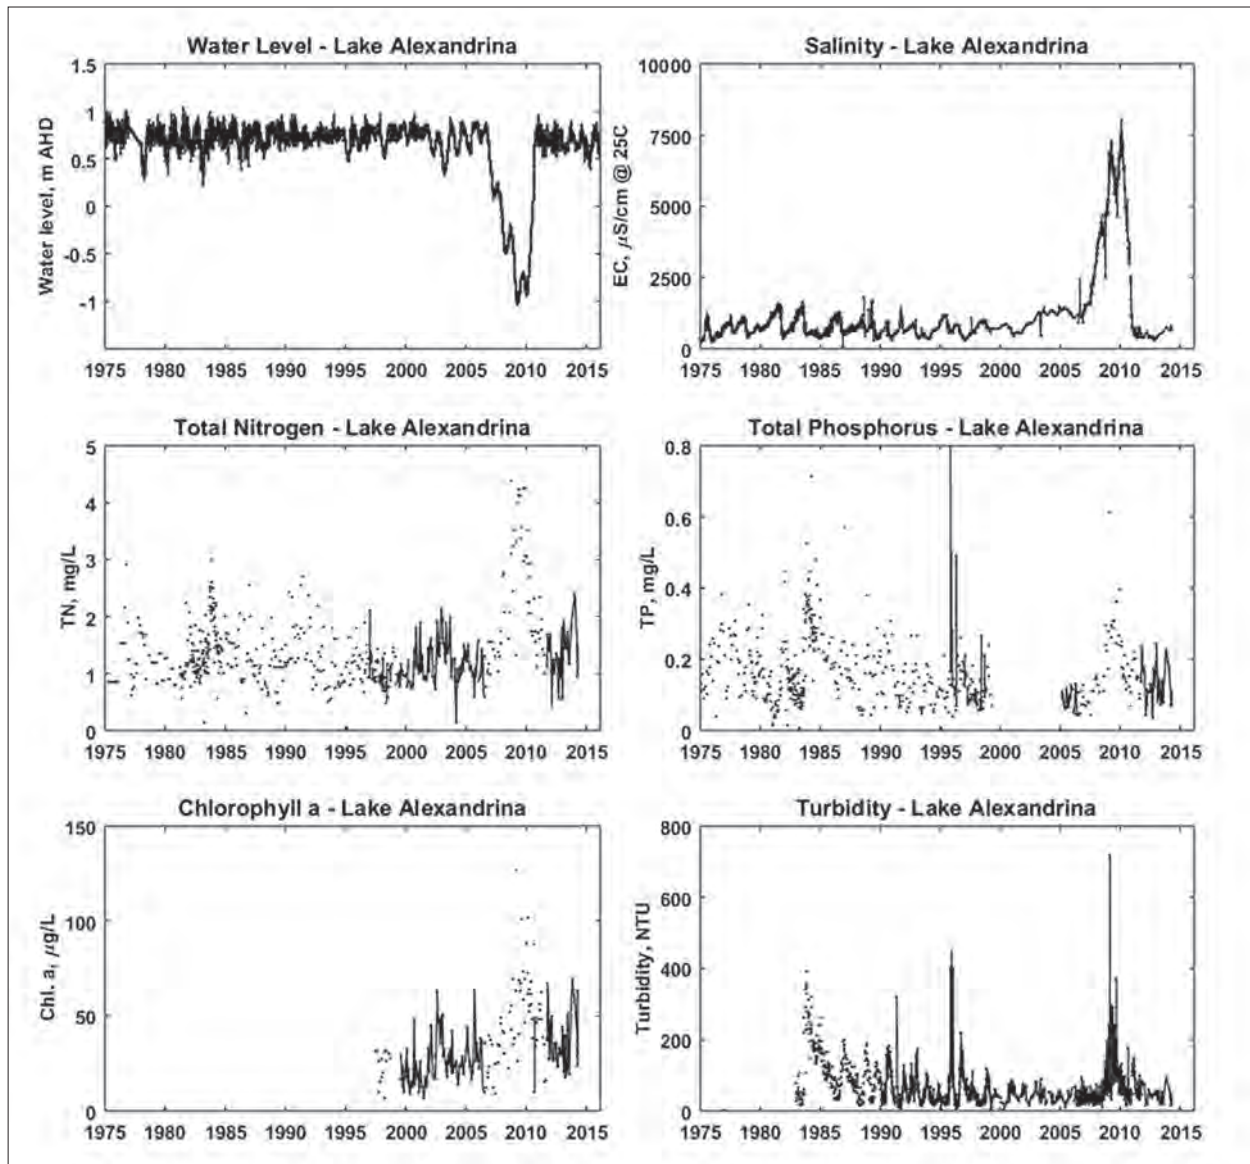 Water Level - Lake Alexandrina
1.5
1
0.5
0
-0.5
-1
Water level, m AHD
1975 1980 1985 1990 1995 2000 2005 2010 2015
Salinity - Lake Alexandrina
10000
7500
5000
2500
0
EC, μS/cm @ 25C
1975 1980 1985 1990 1995 2000 2005 2010 2015
Total Nitrogen - Lake Alexandrina
5
4
3
2
1
0
TN, mg/L
1975 1980 1985 1990 1995 2000 2005 2010 2015
Total Phosphorus - Lake Alexandrina
0.8
0.6
0.4
0.2
0
TP, mg/L
1975 1980 1985 1990 1995 2000 2005 2010 2015
Chlorophyll a - Lake Alexandrina
150
100
50
0
Chl. a, μg/L
1975 1980 1985 1990 1995 2000 2005 2010 2015
Turbidity - Lake Alexandrina
800
600
400
200
0
Turbidity, NTU
1975 1980 1985 1990 1995 2000 2005 2010 2015